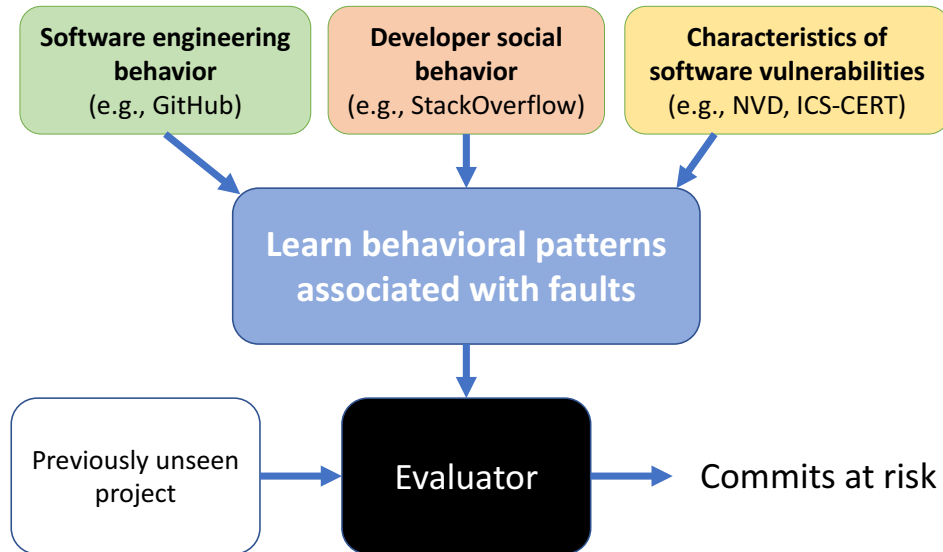 Software engineering
behavior
(e.g., GitHub)
Developer social
behavior
(e.g., StackOverflow)
Characteristics of
software vulnerabilities
(e.g., NVD, ICS-CERT)
Learn behavioral patterns
associated with faults
Previously unseen
project
Evaluator
Commits at risk